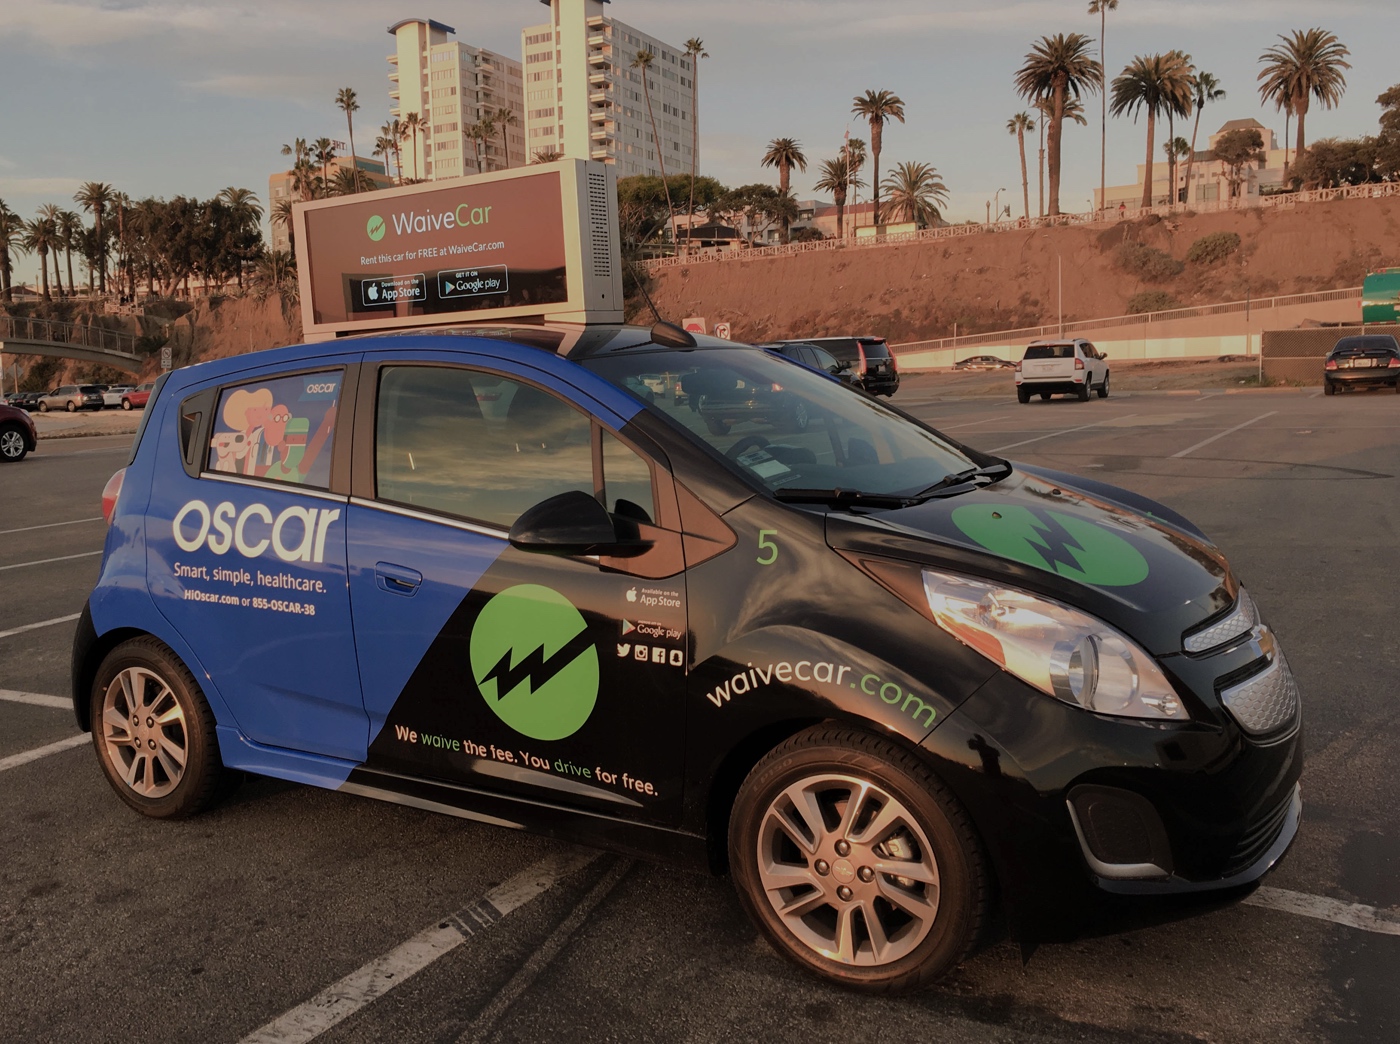 WaiveCar
Rent this car for FREE at WaiveCar.com
Download on the
App Store
GET IT ON
Google play
oscar
oscar
Smart, simple, healthcare.
HiOscar.com or 855-OSCAR-38
5
Available on the
App Store
Google play
waivecar.com
We waive the fee. You drive for free.